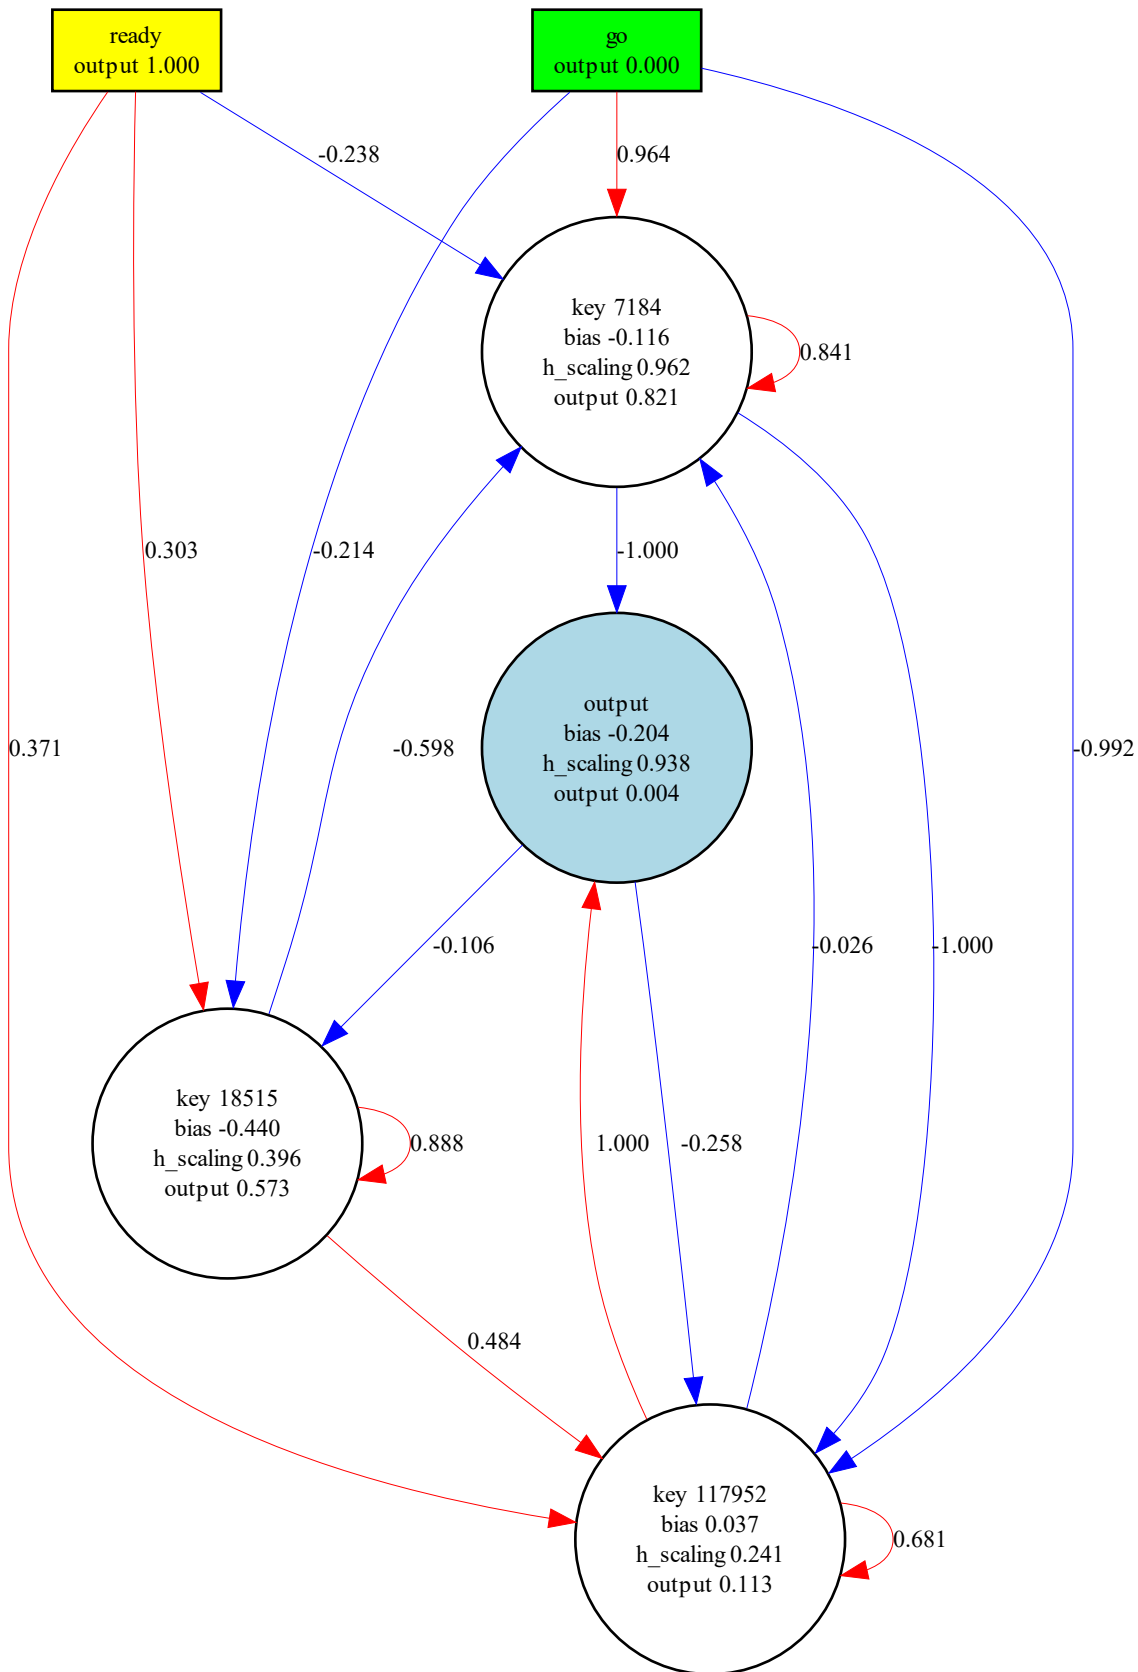 ready
output 1.000
go
output 0.000
-0.238
0.964
key 7184
bias -0.116
h_scaling 0.962
output 0.821
0.841
0.303
-0.214
-1.000
output
bias -0.204
h_scaling 0.938
output 0.004
0.371
-0.598
-0.992
-0.106
-0.026
-1.000
key 18515
bias -0.440
h_scaling 0.396
output 0.573
0.888
1.000
-0.258
0.484
key 117952
bias 0.037
h_scaling 0.241
output 0.113
0.681